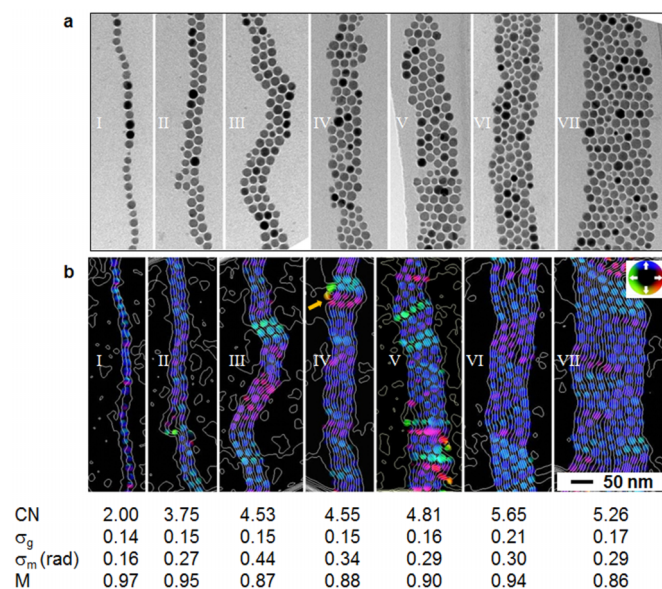 a
I II III IV V VI VII
b
I II III IV V VI VII
50 nm
CN 2.00 3.75 4.53 4.55 4.81 5.65 5.26
σg 0.14 0.15 0.15 0.15 0.16 0.21 0.17
σm (rad) 0.16 0.27 0.44 0.34 0.29 0.30 0.29
M 0.97 0.95 0.87 0.88 0.90 0.94 0.86